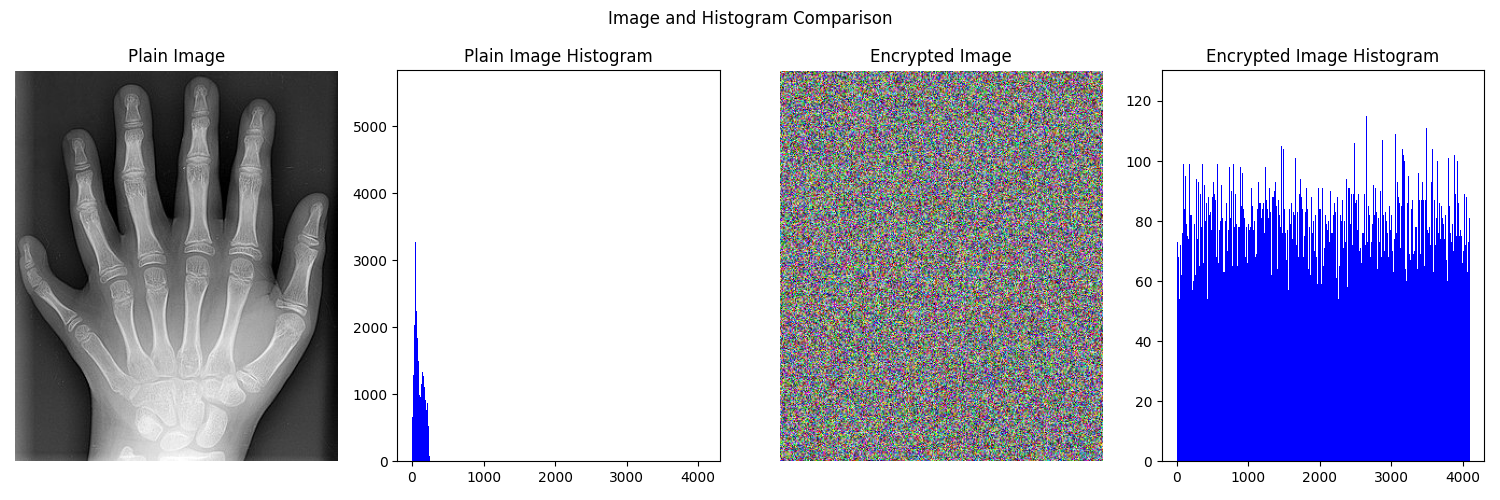 Image and Histogram Comparison
Plain Image
Plain Image Histogram
Encrypted Image
Encrypted Image Histogram
5000
4000
3000
2000
1000
0
0 1000 2000 3000 4000
120
100
80
60
40
20
0
0 1000 2000 3000 4000